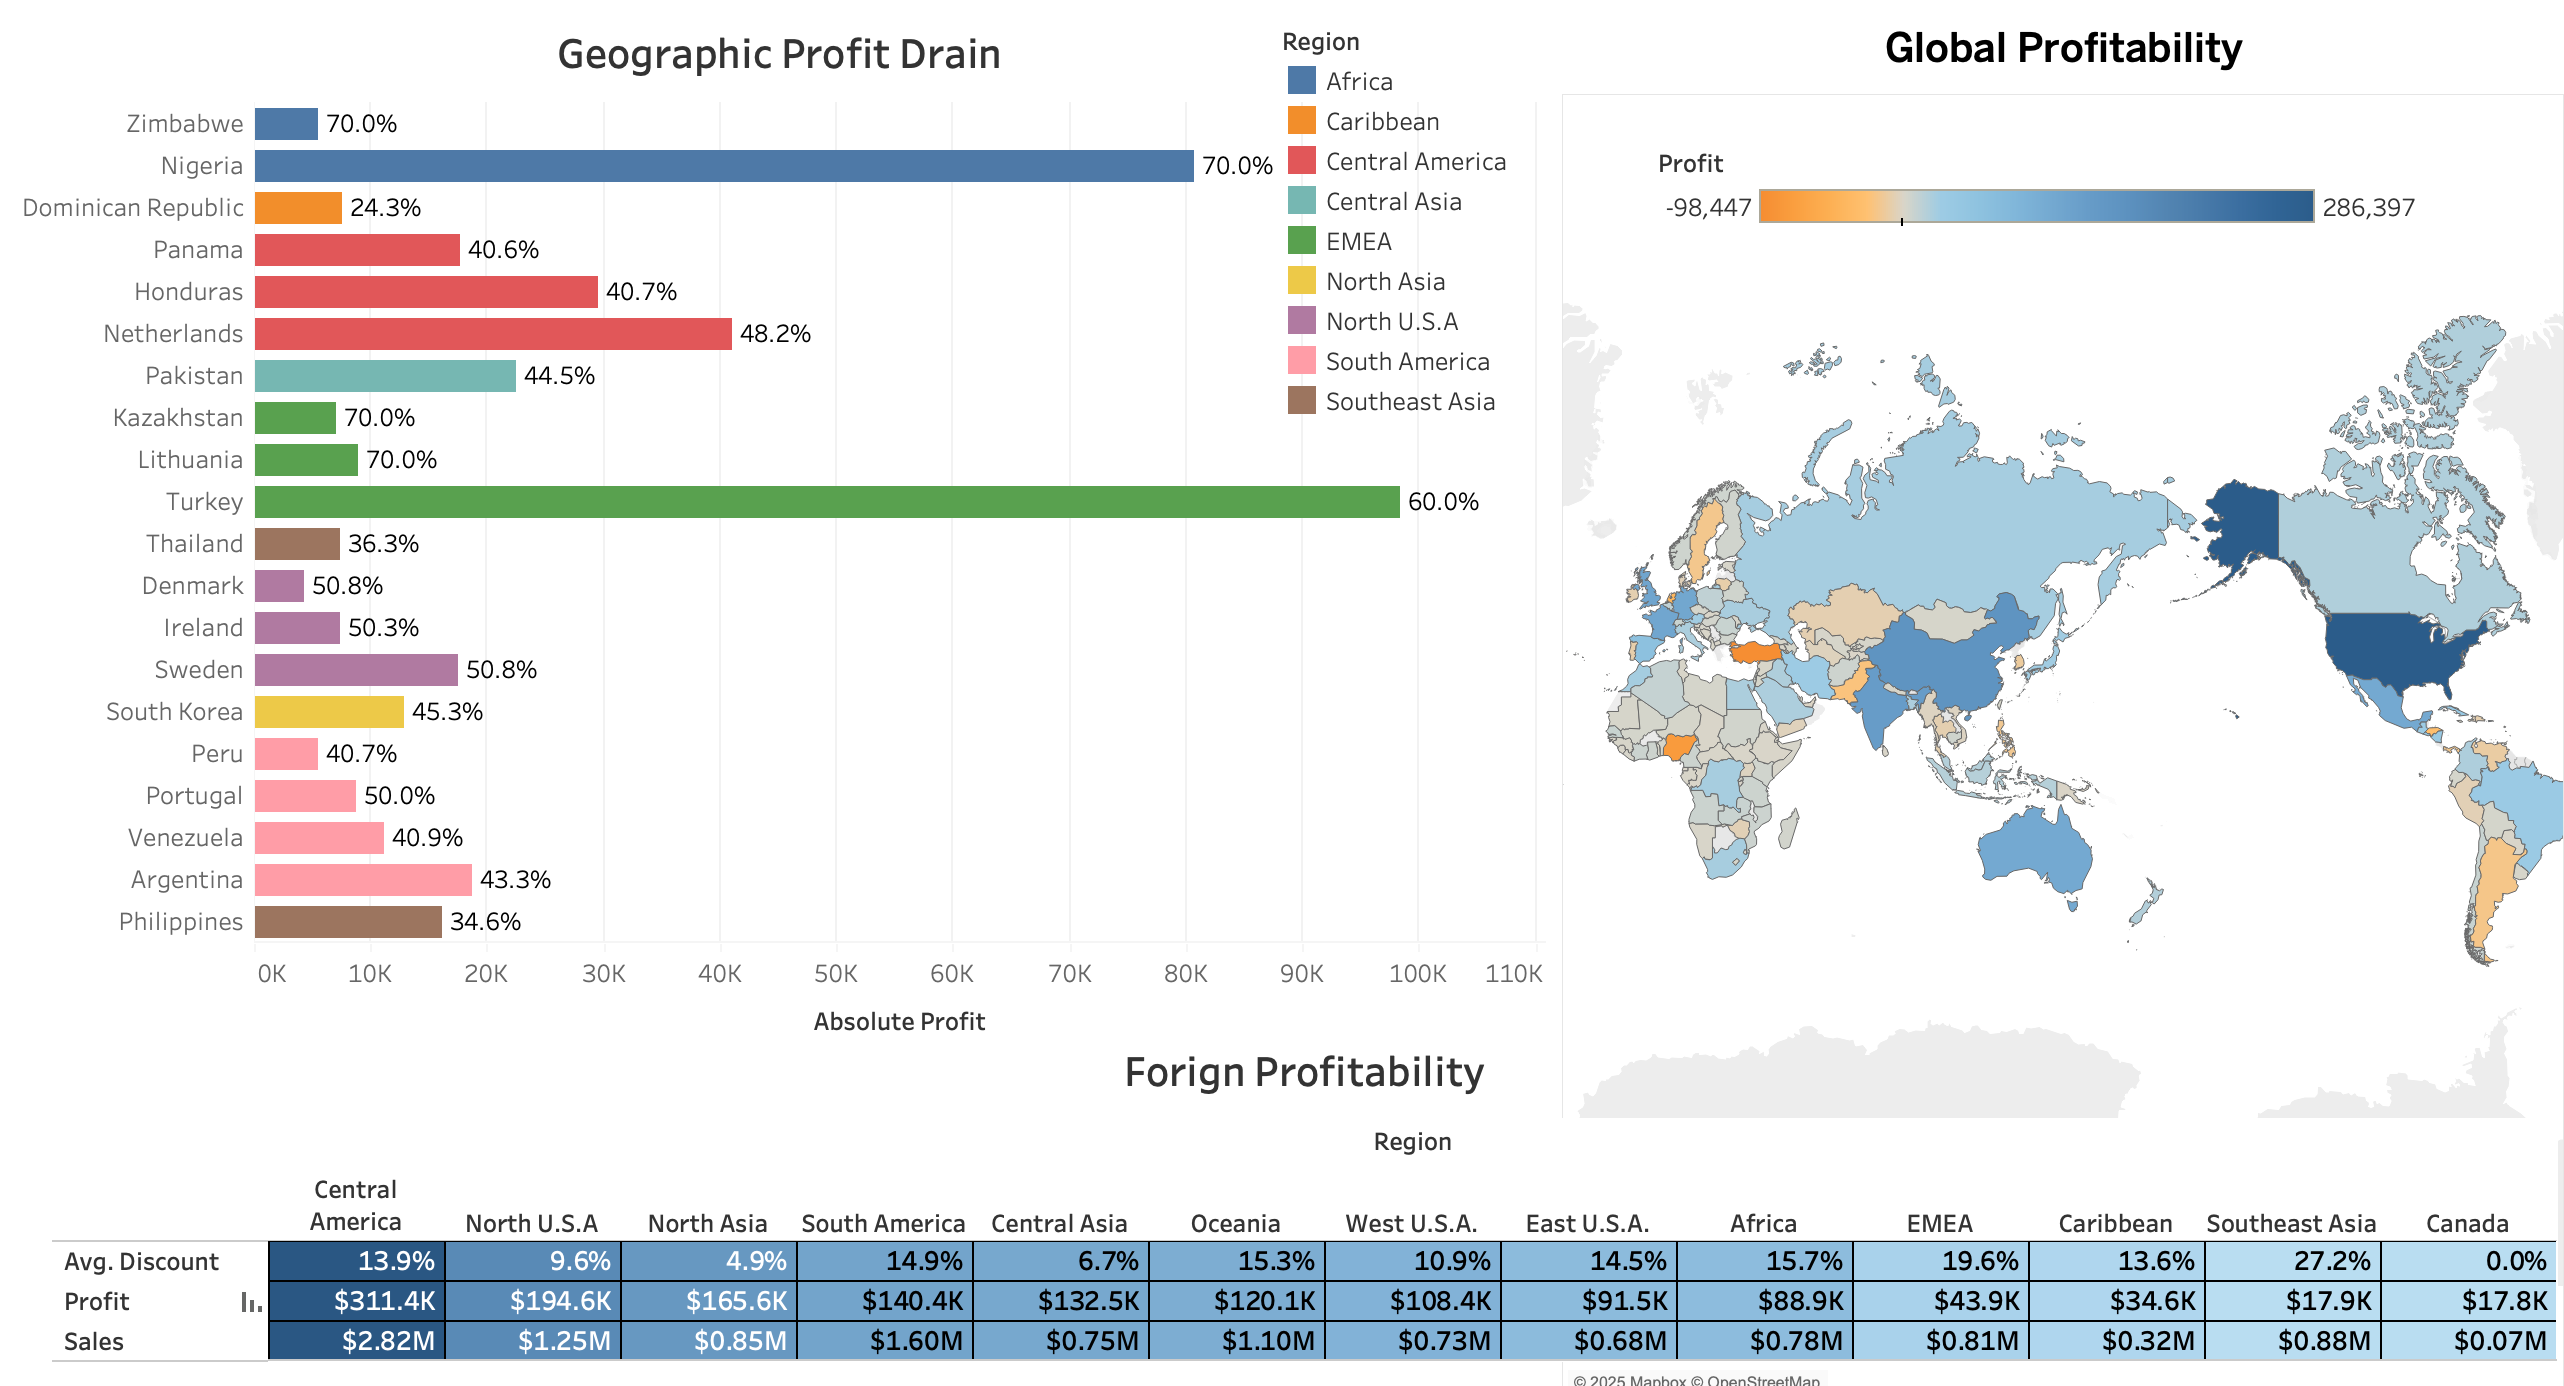 Geographic Profit Drain
Zimbabwe 70.0%
Nigeria 70.0%
Dominican Republic 24.3%
Panama 40.6%
Honduras 40.7%
Netherlands 48.2%
Pakistan 44.5%
Kazakhstan 70.0%
Lithuania 70.0%
Turkey 60.0%
Thailand 36.3%
Denmark 50.8%
Ireland 50.3%
Sweden 50.8%
South Korea 45.3%
Peru 40.7%
Portugal 50.0%
Venezuela 40.9%
Argentina 43.3%
Philippines 34.6%
0K 10K 20K 30K 40K 50K 60K 70K 80K 90K 100K 110K
Absolute Profit
Region
Africa
Caribbean
Central America
Central Asia
EMEA
North Asia
North U.S.A
South America
Southeast Asia
Global Profitability
Profit
-98,447 286,397
Forign Profitability
Region
Central
America North U.S.A North Asia South America Central Asia Oceania West U.S.A. East U.S.A. Africa EMEA Caribbean Southeast Asia Canada
Avg. Discount 13.9% 9.6% 4.9% 14.9% 6.7% 15.3% 10.9% 14.5% 15.7% 19.6% 13.6% 27.2% 0.0%
Profit $311.4K $194.6K $165.6K $140.4K $132.5K $120.1K $108.4K $91.5K $88.9K $43.9K $34.6K $17.9K $17.8K
Sales $2.82M $1.25M $0.85M $1.60M $0.75M $1.10M $0.73M $0.68M $0.78M $0.81M $0.32M $0.88M $0.07M
© 2025 Mapbox © OpenStreetMap